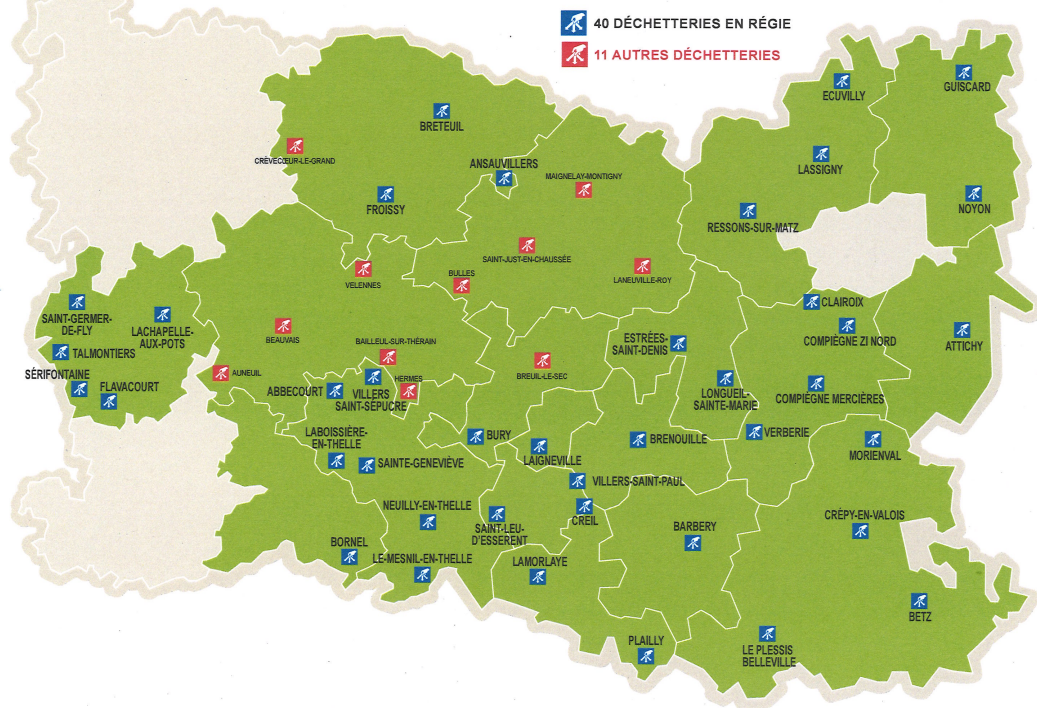 40 DÉCHETTERIES EN RÉGIE
11 AUTRES DÉCHETTERIES
ECUVILLY
GUISCARD
BRETEUIL
CRÈVECŒUR-LE-GRAND
ANSAUVILLERS
MAIGNELAY-MONTIGNY
LASSIGNY
FROISSY
NOYON
RESSONS-SUR-MATZ
SAINT-JUST-EN-CHAUSSÉE
BULLES
LANEUVILLE-ROY
VELENNES
SAINT-GERMER-
DE-FLY
LACHAPELLE-
AUX-POTS
CLAIROIX
COMPIÈGNE ZI NORD
ATTICHY
BEAUVAIS
BAILLEUL-SUR-THÉRAIN
ESTRÉES-
SAINT-DENIS
TALMONTIERS
SÉRIFONTAINE
FLAVACOURT
AUNEUIL
BREUIL-LE-SEC
HERMES
ABBECOURT
VILLERS
SAINT-SÉPUCRE
LONGUEIL-
SAINTE-MARIE
COMPIÈGNE MERCIÈRES
LABOISSIÈRE-
EN-THELLE
BURY
LAIGNEVILLE
BRENOUILLE
VERBERIE
MORIENVAL
SAINTE-GENEVIÈVE
VILLERS-SAINT-PAUL
NEUILLY-EN-THELLE
SAINT-LEU-
D'ESSERENT
CREIL
BARBERY
CRÉPY-EN-VALOIS
BORNEL
LE-MESNIL-EN-THELLE
LAMORLAYE
BETZ
PLAILLY
LE PLESSIS
BELLEVILLE